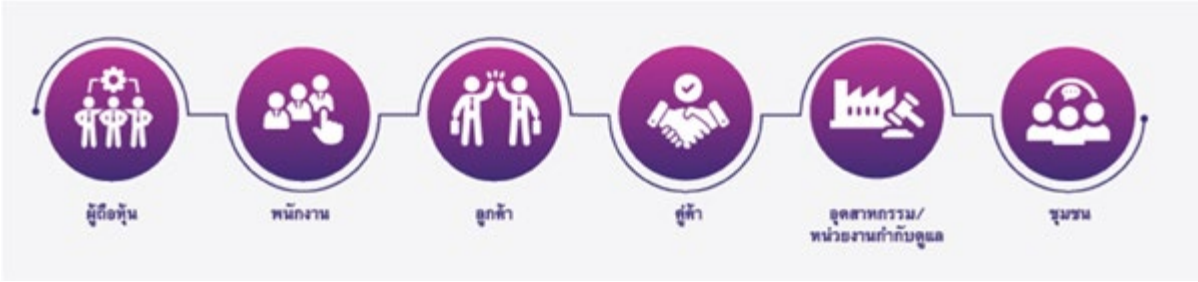 ผู้ถือหุ้น
พนักงาน
ลูกค้า
คู่ค้า
อุตสาหกรรม/
หน่วยงานกำกับดูแล
ชุมชน